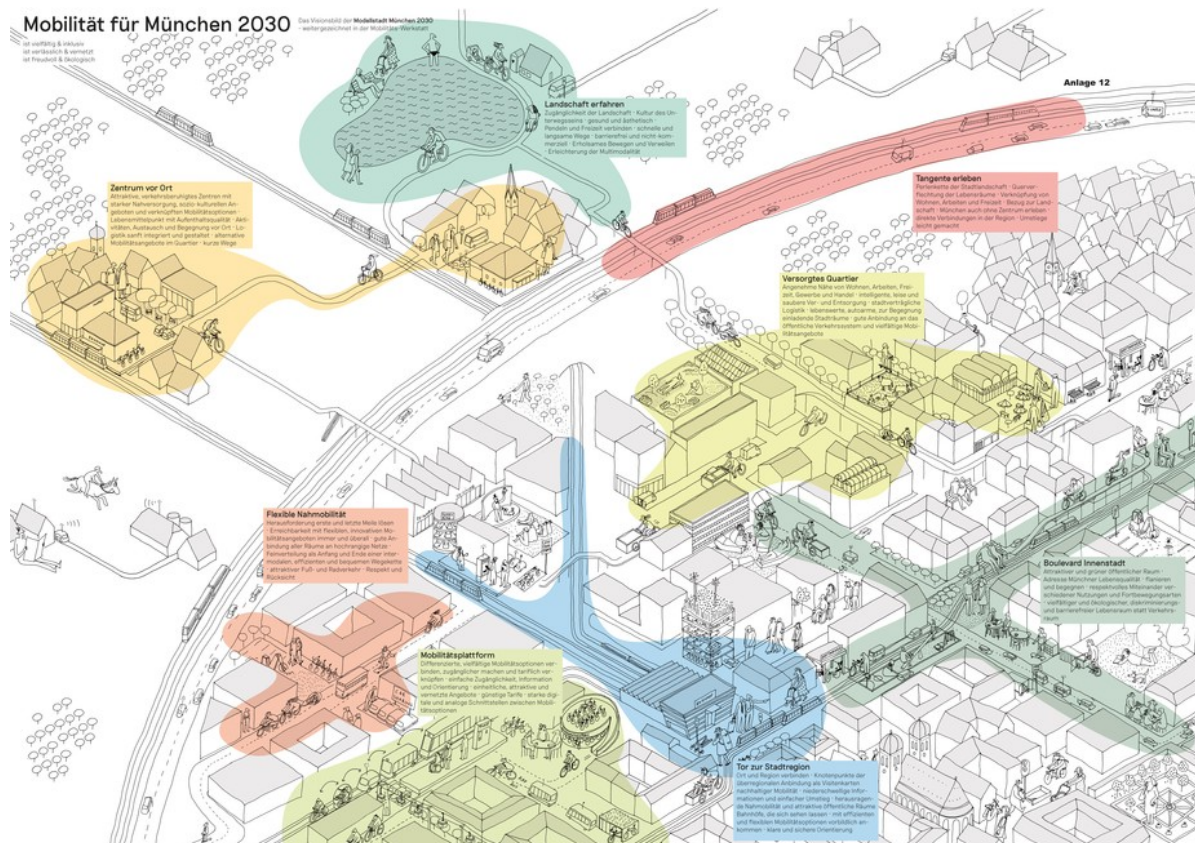 Mobilität für München 2030
Das Visionsbild der Modellstadt München 2030
- weitergezeichnet in der Mobilitäts-Werkstatt
ist vielfältig & inklusiv
ist verlässlich & vernetzt
ist freudvoll & ökologisch
Anlage 12
Landschaft erfahren
Zugänglichkeit der Landschaft · Kultur des Un-
terwegsseins · gesund und ästhetisch ·
Pendeln und Freizeit verbinden · schnelle und
langsame Wege · barrierefrei und nicht-kom-
merziell · Erholsames Bewegen und Verweilen
· Erleichterung der Multimodalität
Zentrum vor Ort
Attraktive, verkehrsberuhigte Zentren mit
starker Nahversorgung, sozio-kulturellen An-
geboten und verknüpften Mobilitätsoptionen ·
Lebensmittelpunkt mit Aufenthaltsqualität · Akti-
vitäten, Austausch und Begegnung vor Ort · Lo-
gistik sanft integriert und gestaltet · alternative
Mobilitätsangebote im Quartier · kurze Wege
Tangente erleben
Perlenkette der Stadtlandschaft · Querver-
flechtung der Lebensräume · Verknüpfung von
Wohnen, Arbeiten und Freizeit · Bezug zur Land-
schaft · München auch ohne Zentrum erleben ·
direkte Verbindungen in der Region · Umstiege
leicht gemacht
Versorgtes Quartier
Angenehme Nähe von Wohnen, Arbeiten, Frei-
zeit, Gewerbe und Handel · intelligente, leise und
saubere Ver- und Entsorgung · stadtverträgliche
Logistik · lebenswerte, autoarme, zur Begegnung
einladende Stadträume · gute Anbindung an das
öffentliche Verkehrssystem und vielfältige Mobi-
litätsangebote
Flexible Nahmobilität
Herausforderung erste und letzte Meile lösen
· Erreichbarkeit mit flexiblen, innovativen Mo-
bilitätsangeboten immer und überall · gute An-
bindung aller Räume an hochrangige Netze ·
Feinverteilung als Anfang und Ende einer inter-
modalen, effizienten und bequemen Wegekette
· attraktiver Fuß- und Radverkehr · Respekt und
Rücksicht
Boulevard Innenstadt
Attraktiver und grüner öffentlicher Raum ·
Adresse Münchner Lebensqualität · flanieren
und begegnen · respektvolles Miteinander ver-
schiedener Nutzungen und Fortbewegungsarten
· vielfältiger und ökologischer, diskriminierungs-
und barrierefreier Lebensraum statt Verkehrs-
raum
Mobilitätsplattform
Differenzierte, vielfältige Mobilitätsoptionen ver-
binden, zugänglicher machen und tariflich ver-
knüpfen · einfache Zugänglichkeit, Information
und Orientierung · einheitliche, attraktive und
vernetzte Angebote · günstige Tarife · starke digi-
tale und analoge Schnittstellen zwischen Mobili-
tätsoptionen
Tor zur Stadtregion
Ort und Region verbinden · Knotenpunkte der
überregionalen Anbindung als Visitenkarten
nachhaltiger Mobilität · niederschwellige Infor-
mationen und einfacher Umstieg · herausragen-
de Nahmobilität und attraktive öffentliche Räume
Bahnhöfe, die sich sehen lassen · mit effizienten
und flexiblen Mobilitätsoptionen vorbildlich an-
kommen · klare und sichere Orientierung